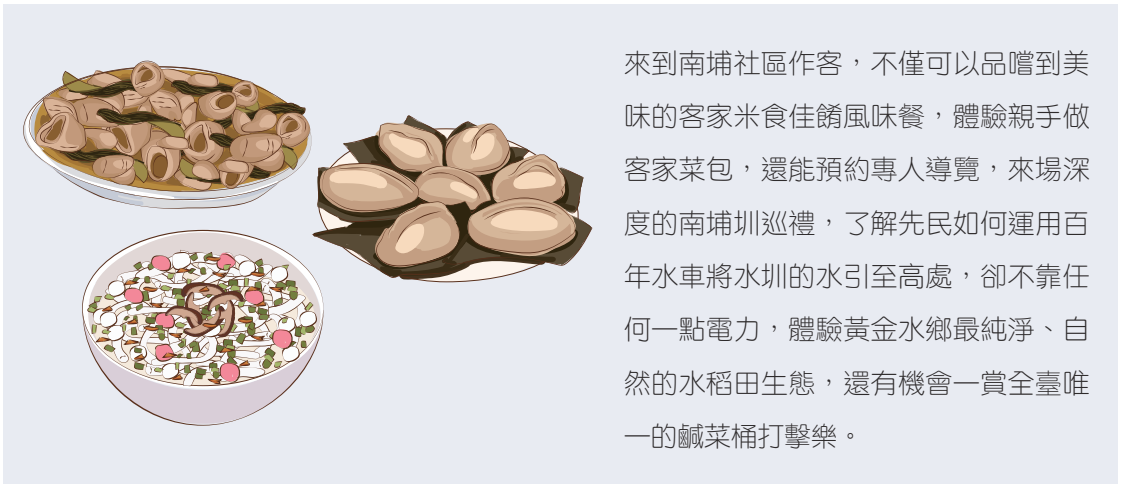 來到南埔社區作客，不僅可以品嚐到美
味的客家米食佳餚風味餐，體驗親手做
客家菜包，還能預約專人導覽，來場深
度的南埔圳巡禮，了解先民如何運用百
年水車將水圳的水引至高處，卻不靠任
何一點電力，體驗黃金水鄉最純淨、自
然的水稻田生態，還有機會一賞全臺唯
一的鹹菜桶打擊樂。